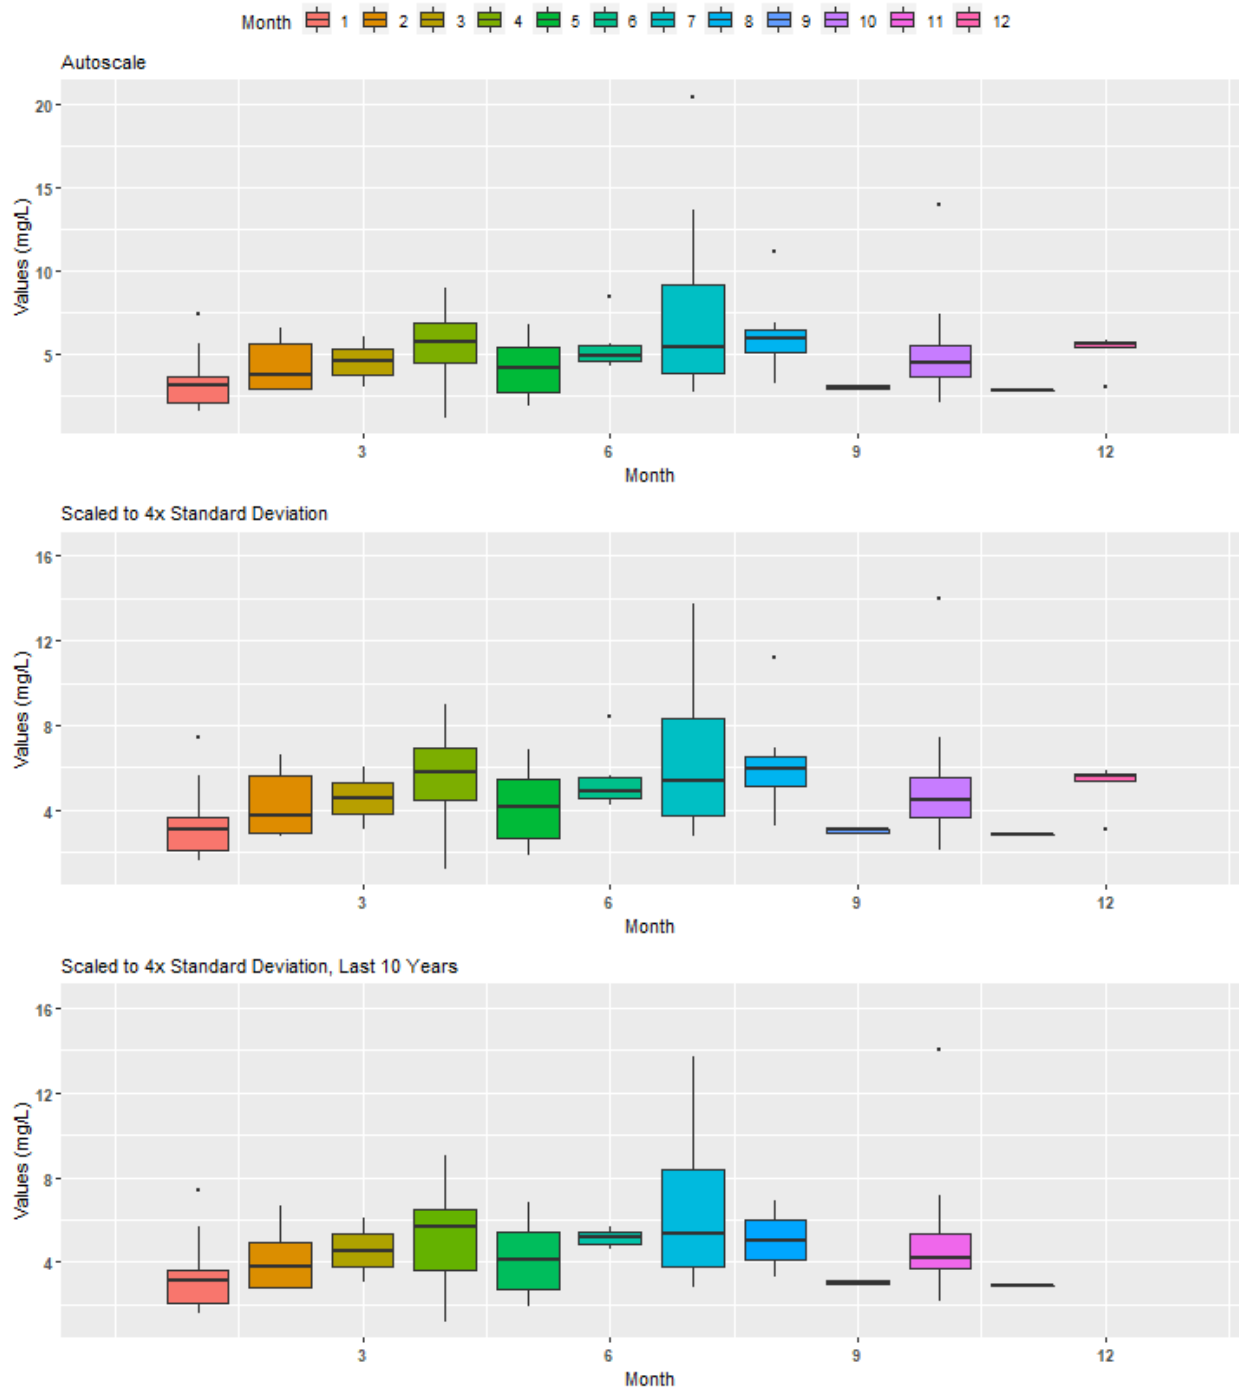 Month 1 2 3 4 5 6 7 8 9 10 11 12
Autoscale
Values (mg/L)
20
15
10
5
3 6 9 12
Month
Scaled to 4x Standard Deviation
Values (mg/L)
16
12
8
4
3 6 9 12
Month
Scaled to 4x Standard Deviation, Last 10 Years
Values (mg/L)
16
12
8
4
3 6 9 12
Month